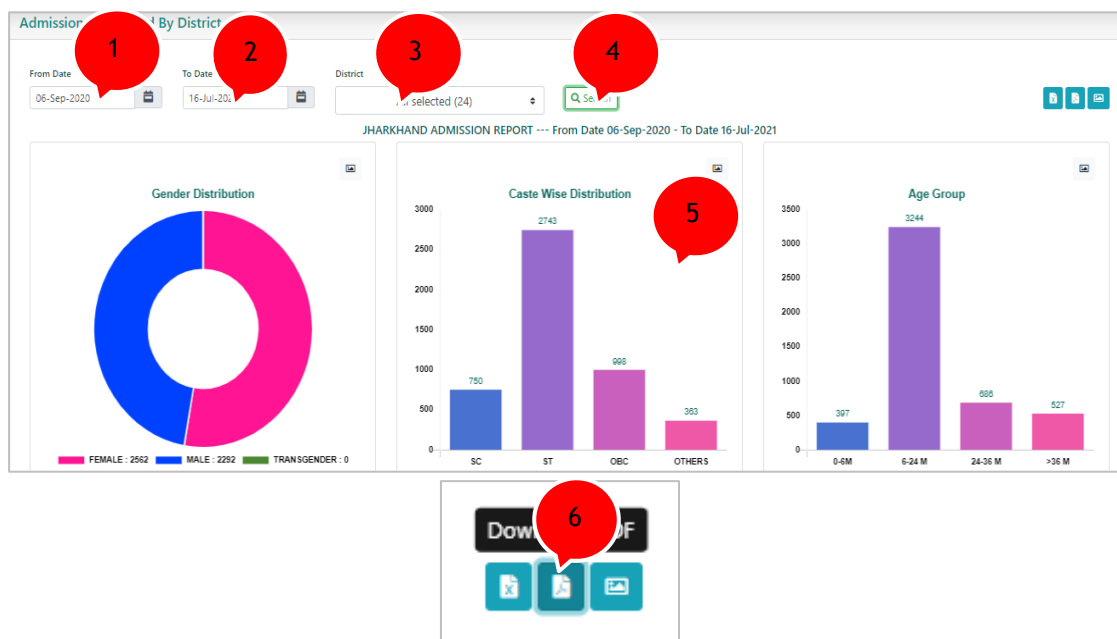 Admission By District
1 2 3 4
From Date To Date District
06-Sep-2020 16-Jul-202 selected (24)
JHARKHAND ADMISSION REPORT --- From Date 06-Sep-2020 - To Date 16-Jul-2021
Gender Distribution
FEMALE : 2562 MALE : 2292 TRANSGENDER : 0
Caste Wise Distribution
5
3000
2500
2000
1500
1000
500
0
750 2743 998 363
SC ST OBC OTHERS
Age Group
3500
3000
2500
2000
1500
1000
500
0
397 3244 686 527
0-6M 6-24 M 24-36 M >36 M
6